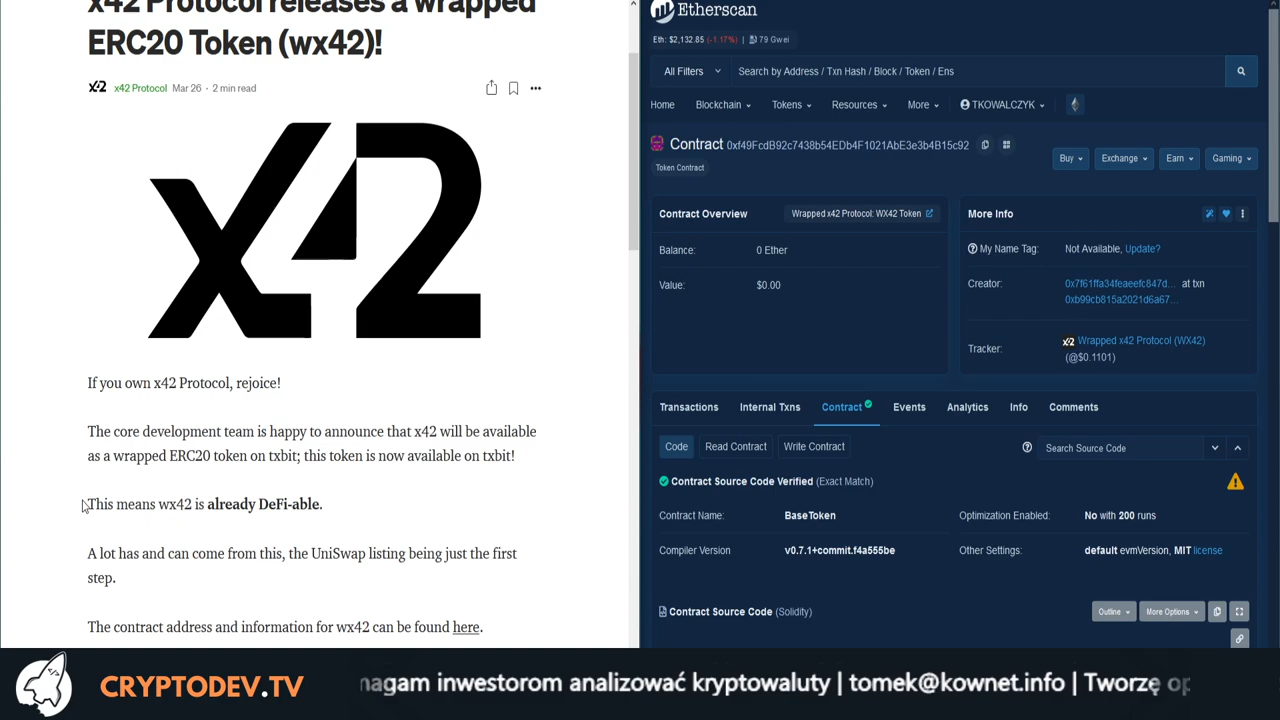 x42 Protocol releases a wrapped
ERC20 Token (wx42)!
x42 x42 Protocol Mar 26 · 2 min read
x42
If you own x42 Protocol, rejoice!
The core development team is happy to announce that x42 will be available
as a wrapped ERC20 token on txbit; this token is now available on txbit!
This means wx42 is already DeFi-able.
A lot has and can come from this, the UniSwap listing being just the first
step.
The contract address and information for wx42 can be found here.
Etherscan
Eth: $2,132.85 (-1.17%) | 79 Gwei
All Filters Search by Address / Txn Hash / Block / Token / Ens
Home Blockchain Tokens Resources More TKOWALCZYK
Contract 0xf49FcdB92c7438b54EDb4F1021AbE3e3b4B15c92
Token Contract
Buy Exchange Earn Gaming
Contract Overview Wrapped x42 Protocol: WX42 Token
Balance: 0 Ether
Value: $0.00
More Info
My Name Tag: Not Available, Update?
Creator: 0x7f61ffa34feaeefc847d... at txn
0xb99cb815a2021d6a67...
Tracker: x42 Wrapped x42 Protocol (WX42)
(@$0.1101)
Transactions Internal Txns Contract Events Analytics Info Comments
Code Read Contract Write Contract Search Source Code
Contract Source Code Verified (Exact Match)
Contract Name: BaseToken Optimization Enabled: No with 200 runs
Compiler Version v0.7.1+commit.f4a555be Other Settings: default evmVersion, MIT license
Contract Source Code (Solidity) Outline More Options
CRYPTODEV.TV
magam inwestorom analizować kryptowaluty | tomek@kownet.info | Tworzę op